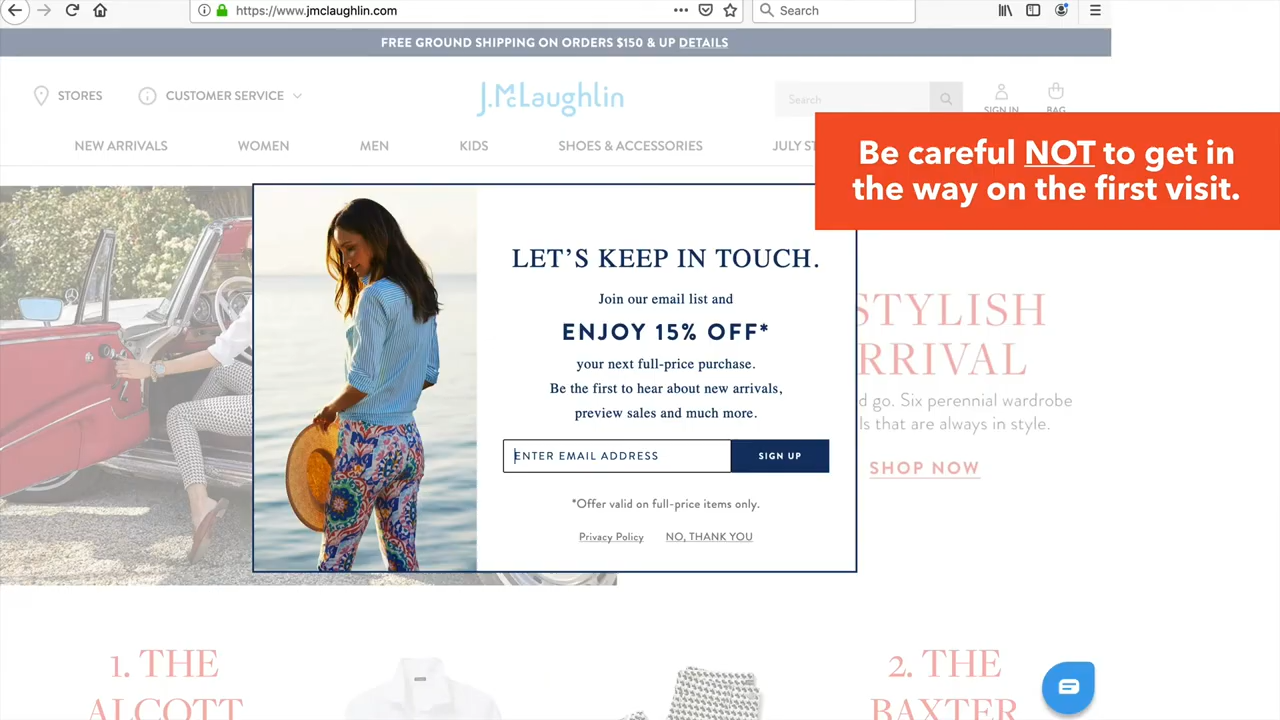 https://www.jmclaughlin.com
Search
FREE GROUND SHIPPING ON ORDERS $150 & UP DETAILS
STORES
CUSTOMER SERVICE
J.McLaughlin
Search
SIGN IN
BAG
NEW ARRIVALS
WOMEN
MEN
KIDS
SHOES & ACCESSORIES
JULY ST
Be careful NOT to get in
the way on the first visit.
LET'S KEEP IN TOUCH.
Join our email list and
ENJOY 15% OFF*
your next full-price purchase.
Be the first to hear about new arrivals,
preview sales and much more.
ENTER EMAIL ADDRESS
SIGN UP
*Offer valid on full-price items only.
Privacy Policy
NO, THANK YOU
STYLISH
RRIVAL
d go. Six perennial wardrobe
ls that are always in style.
SHOP NOW
1. THE
ALCOTT
2. THE
BAXTER